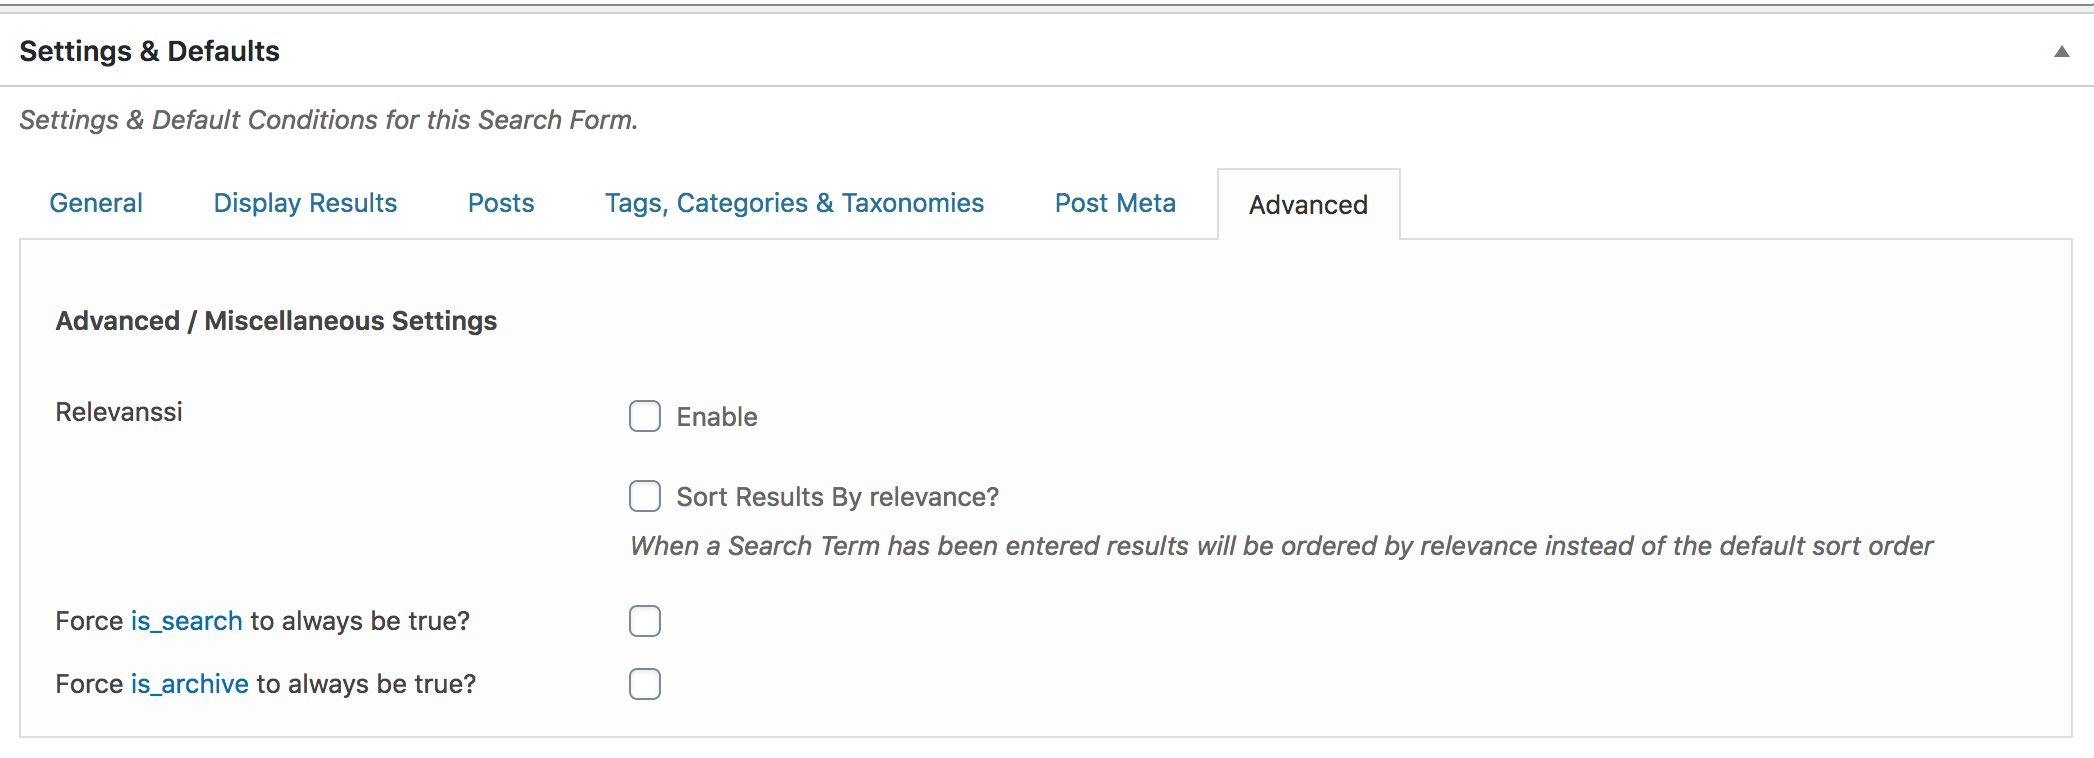 Settings & Defaults
Settings & Default Conditions for this Search Form.
General Display Results Posts Tags, Categories & Taxonomies Post Meta Advanced
Advanced / Miscellaneous Settings
Relevanssi Enable
Sort Results By relevance?
When a Search Term has been entered results will be ordered by relevance instead of the default sort order
Force is_search to always be true?
Force is_archive to always be true?